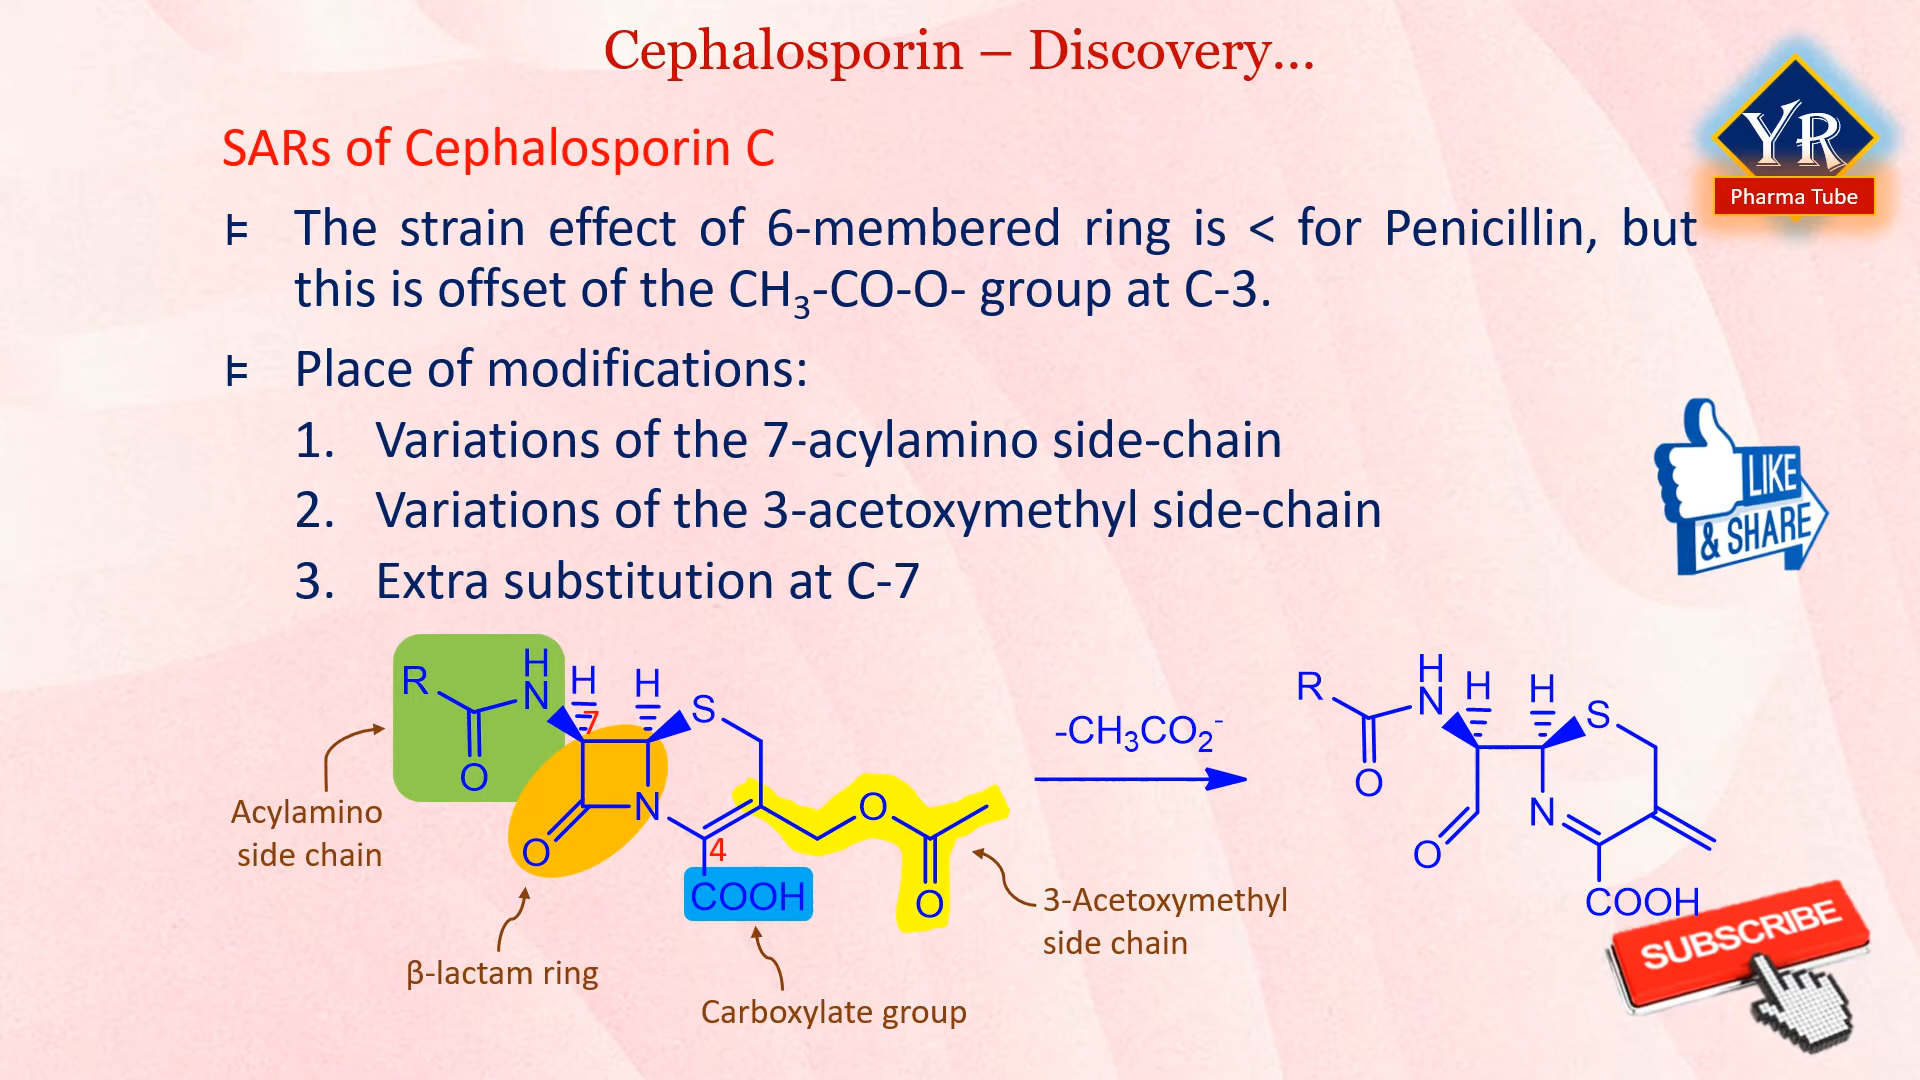 Cephalosporin – Discovery...
YR
Pharma Tube
SARs of Cephalosporin C
The strain effect of 6-membered ring is < for Penicillin, but
this is offset of the CH₃-CO-O- group at C-3.
Place of modifications:
1. Variations of the 7-acylamino side-chain
2. Variations of the 3-acetoxymethyl side-chain
3. Extra substitution at C-7
LIKE
& SHARE
R
H
N
H
H
S
7
O
O
N
O
4
COOH
O
Acylamino
side chain
β-lactam ring
Carboxylate group
3-Acetoxymethyl
side chain
-CH₃CO₂⁻
R
H
N
H
H
S
O
O
N
COOH
SUBSCRIBE